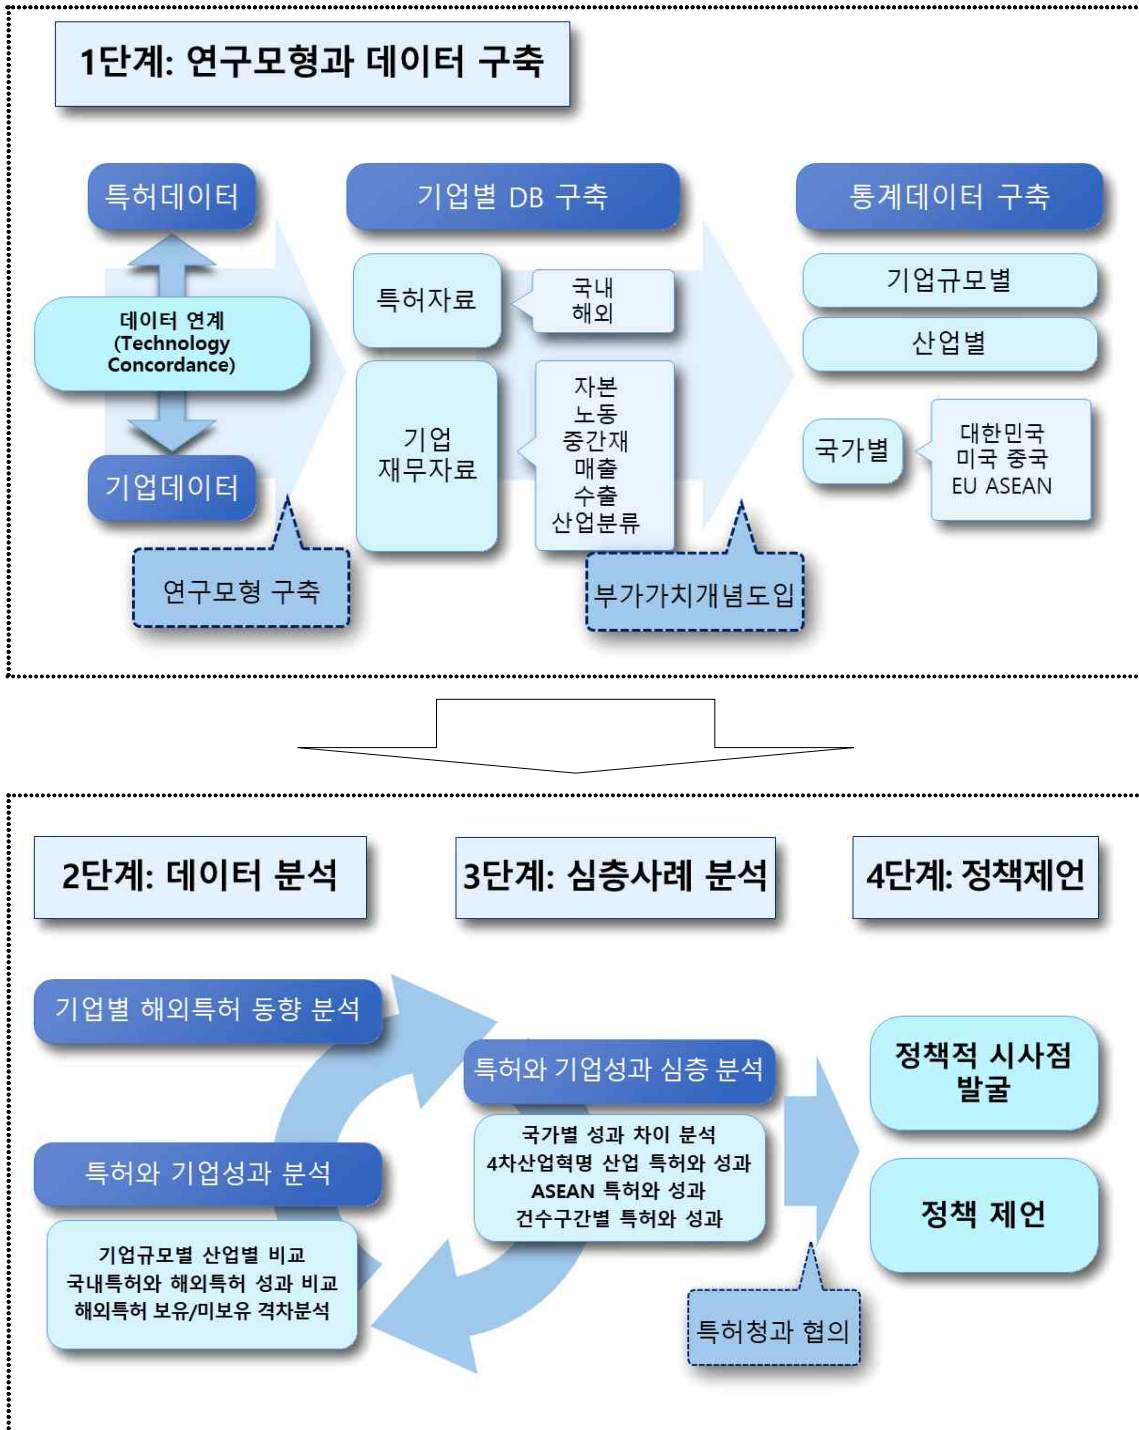 1단계: 연구모형과 데이터 구축
특허데이터
데이터 연계
(Technology
Concordance)
기업데이터
연구모형 구축
기업별 DB 구축
특허자료
국내
해외
기업
재무자료
자본
노동
중간재
매출
수출
산업분류
부가가치개념도입
통계데이터 구축
기업규모별
산업별
국가별
대한민국
미국 중국
EU ASEAN
2단계: 데이터 분석
기업별 해외특허 동향 분석
특허와 기업성과 분석
기업규모별 산업별 비교
국내특허와 해외특허 성과 비교
해외특허 보유/미보유 격차분석
3단계: 심층사례 분석
특허와 기업성과 심층 분석
국가별 성과 차이 분석
4차산업혁명 산업 특허와 성과
ASEAN 특허와 성과
건수구간별 특허와 성과
특허청과 협의
4단계: 정책제언
정책적 시사점
발굴
정책 제언